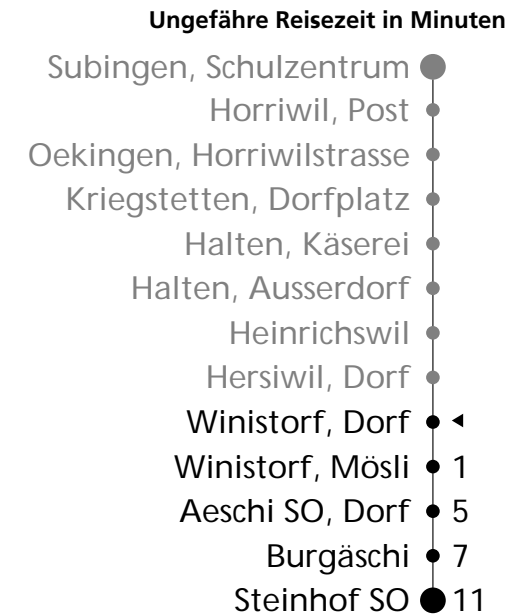 Ungefähre Reisezeit in Minuten
Subingen, Schulzentrum
Horriwil, Post
Oekingen, Horriwilstrasse
Kriegstetten, Dorfplatz
Halten, Käserei
Halten, Ausserdorf
Heinrichswil
Hersiwil, Dorf
Winistorf, Dorf
Winistorf, Mösli 1
Aeschi SO, Dorf 5
Burgäschi 7
Steinhof SO 11